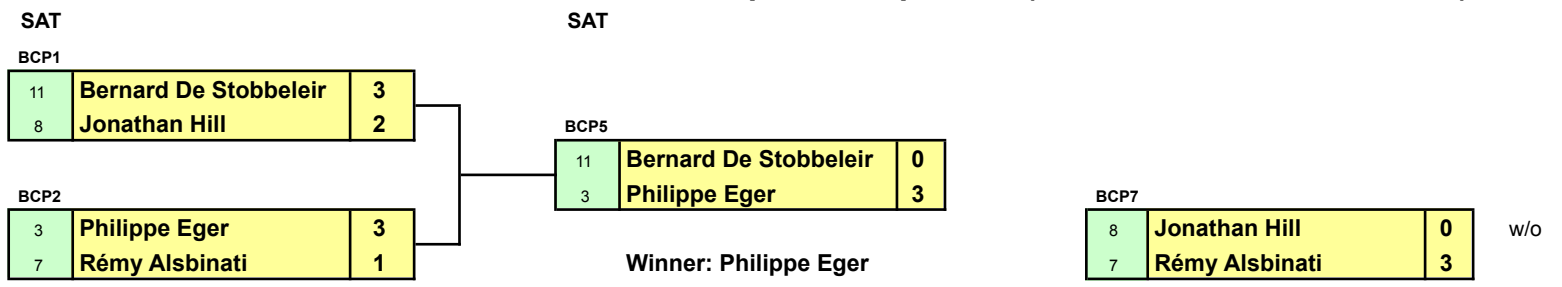 SAT
SAT
BCP1
11 Bernard De Stobbeleir 3
8 Jonathan Hill 2
BCP5
11 Bernard De Stobbeleir 0
3 Philippe Eger 3
BCP2
3 Philippe Eger 3
7 Rémy Alsbinati 1
Winner: Philippe Eger
BCP7
8 Jonathan Hill 0 w/o
7 Rémy Alsbinati 3